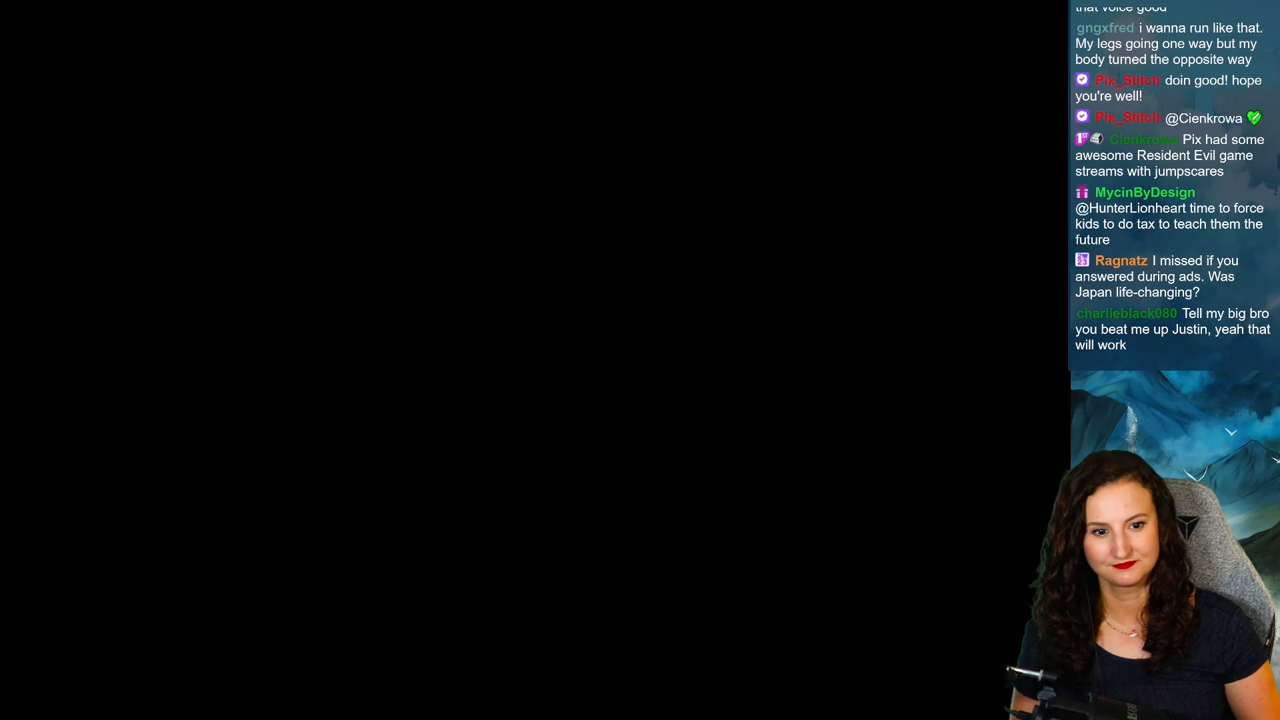 that voice good
gngxfred i wanna run like that.
My legs going one way but my
body turned the opposite way
Pix_Stitch doin good! hope
you're well!
Pix_Stitch @Cienkrowa
1st Cienkrowa Pix had some
awesome Resident Evil game
streams with jumpscares
MycinByDesign
@HunterLionheart time to force
kids to do tax to teach them the
future
Ragnatz I missed if you
answered during ads. Was
Japan life-changing?
charlieblack080 Tell my big bro
you beat me up Justin, yeah that
will work